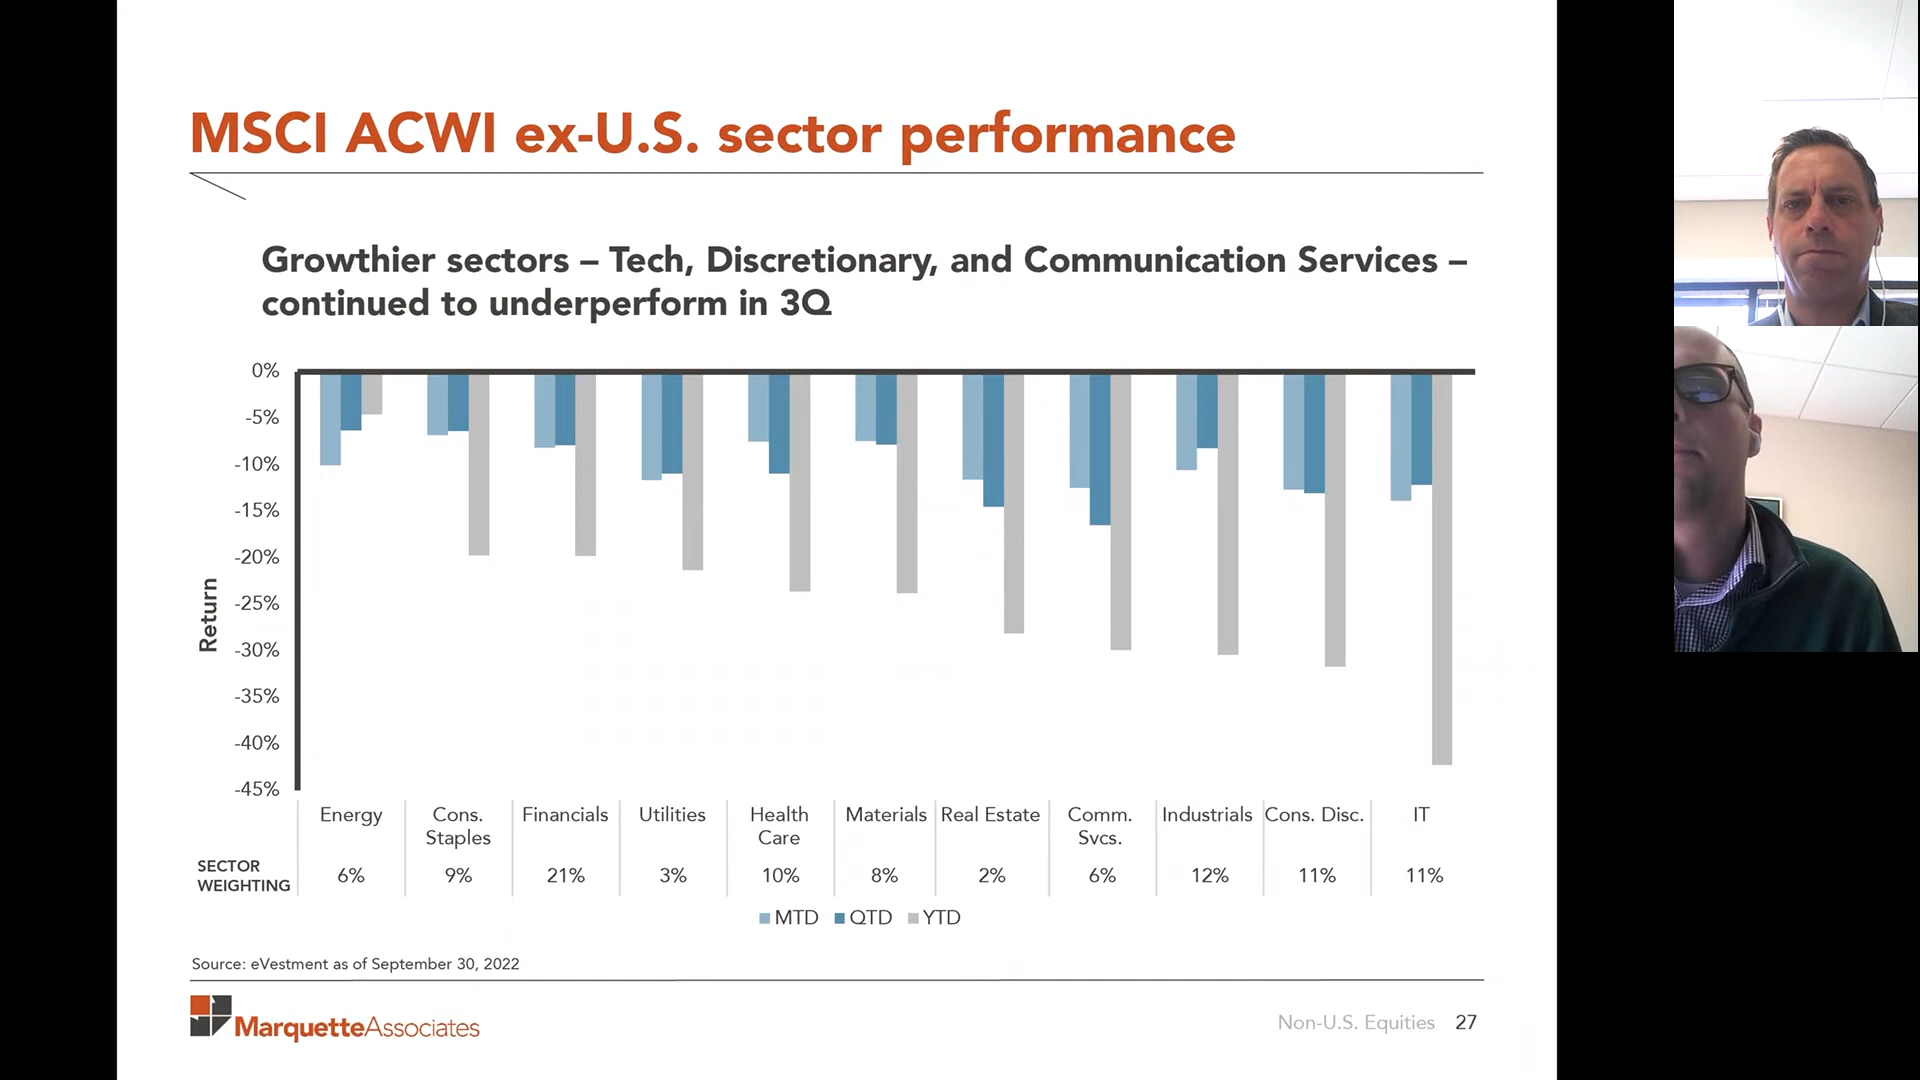 MSCI ACWI ex-U.S. sector performance
Growthier sectors – Tech, Discretionary, and Communication Services –
continued to underperform in 3Q
Return
0%
-5%
-10%
-15%
-20%
-25%
-30%
-35%
-40%
-45%
Energy Cons. Staples Financials Utilities Health Care Materials Real Estate Comm. Svcs. Industrials Cons. Disc. IT
SECTOR WEIGHTING 6% 9% 21% 3% 10% 8% 2% 6% 12% 11% 11%
MTD QTD YTD
Source: eVestment as of September 30, 2022
MarquetteAssociates
Non-U.S. Equities 27